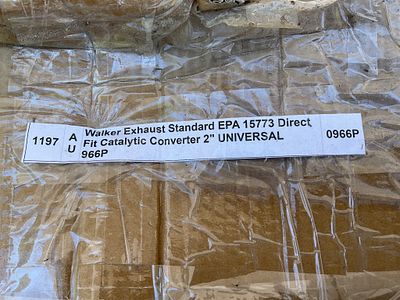 1197
A
U
Walker Exhaust Standard EPA 15773 Direct
Fit Catalytic Converter 2" UNIVERSAL
966P
0966P